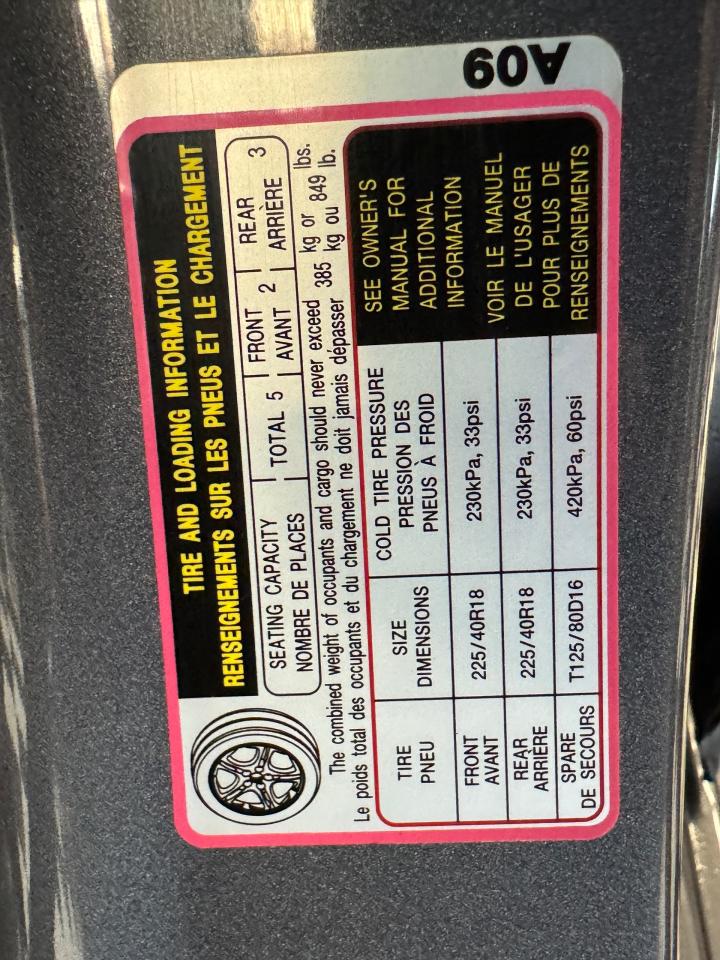 A09
TIRE AND LOADING INFORMATION
RENSEIGNEMENTS SUR LES PNEUS ET LE CHARGEMENT
SEATING CAPACITY
NOMBRE DE PLACES
TOTAL 5
FRONT
AVANT
2
REAR
ARRIÈRE
3
The combined weight of occupants and cargo should never exceed 385 kg or 849 lbs.
Le poids total des occupants et du chargement ne doit jamais dépasser 385 kg ou 849 lb.
TIRE
PNEU
SIZE
DIMENSIONS
COLD TIRE PRESSURE
PRESSION DES
PNEUS À FROID
FRONT
AVANT
225/40R18
230kPa, 33psi
REAR
ARRIÈRE
225/40R18
230kPa, 33psi
SPARE
DE SECOURS
T125/80D16
420kPa, 60psi
SEE OWNER'S
MANUAL FOR
ADDITIONAL
INFORMATION
VOIR LE MANUEL
DE L'USAGER
POUR PLUS DE
RENSEIGNEMENTS